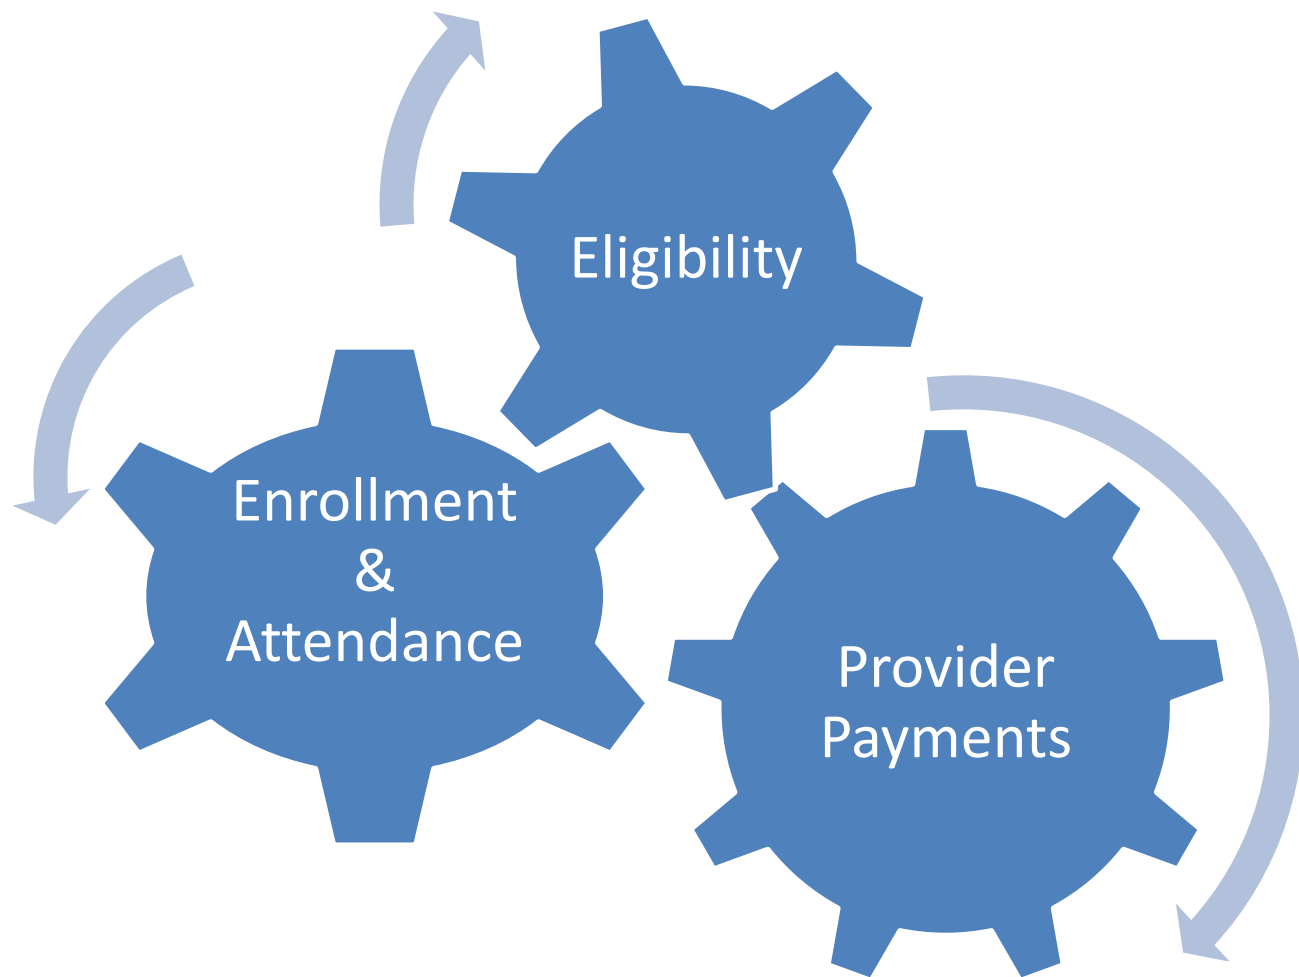 Eligibility
Enrollment
&
Attendance
Provider
Payments